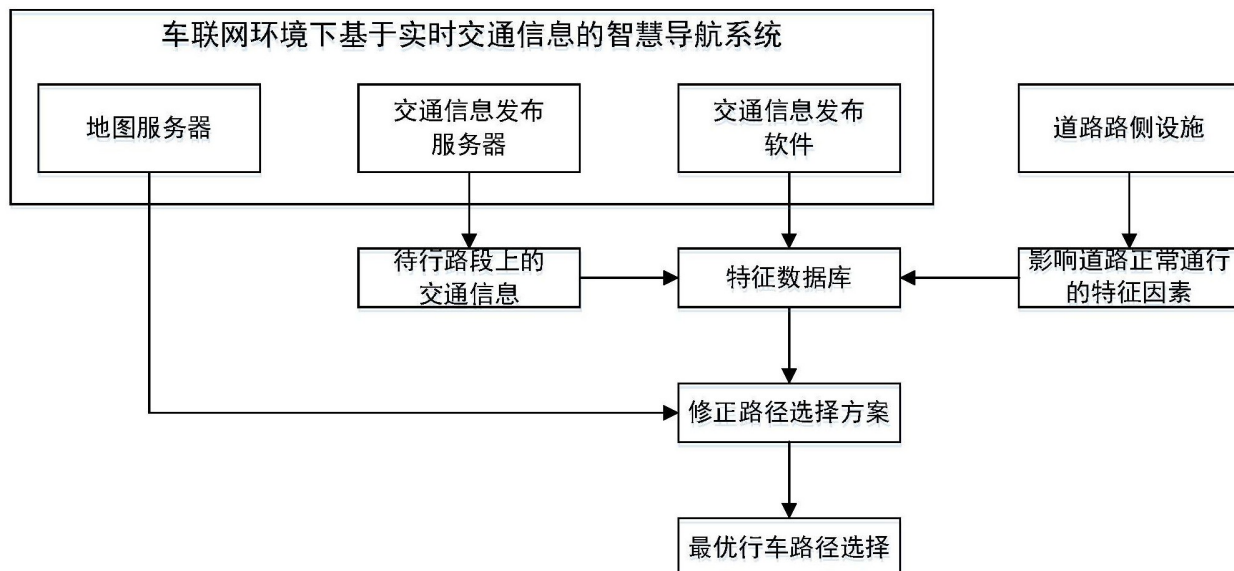 车联网环境下基于实时交通信息的智慧导航系统
地图服务器
交通信息发布
服务器
交通信息发布
软件
道路路侧设施
待行路段上的
交通信息
特征数据库
影响道路正常通行
的特征因素
修正路径选择方案
最优行车路径选择